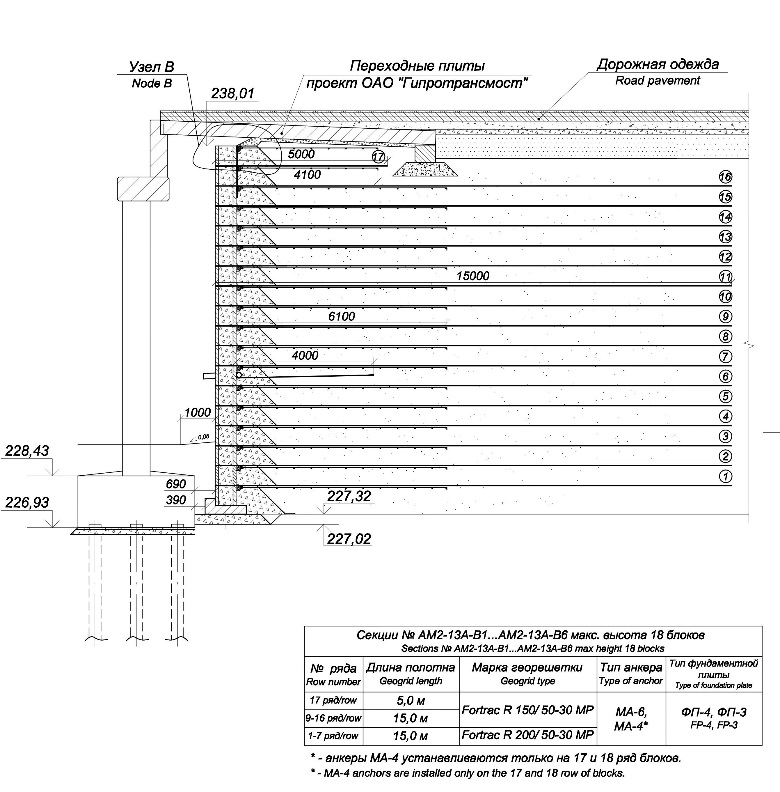 Узел В
Node B
Переходные плиты
проект ОАО "Гипротрансмост"
Дорожная одежда
Road pavement
238,01
5000
17
4100
16
15
14
13
12
15000
11
10
6100
9
8
4000
7
6
5
1000
4
3
228,43
2
690
1
390
227,32
226,93
227,02
Секции № АМ2-13А-В1...АМ2-13А-В6 макс. высота 18 блоков
Sections № AM2-13A-B1...AM2-13A-B6 max height 18 blocks
№ ряда
Row number
Длина полотна
Geogrid length
Марка георешетки
Geogrid type
Тип анкера
Type of anchor
Тип фундаментной
плиты
Type of foundation plate
17 ряд/row
5,0 м
Fortrac R 150/ 50-30 MP
9-16 ряд/row
15,0 м
1-7 ряд/row
15,0 м
Fortrac R 200/ 50-30 MP
МА-6,
МА-4*
ФП-4, ФП-3
FP-4, FP-3
* - анкеры МА-4 устанавливаются только на 17 и 18 ряд блоков.
* - MA-4 anchors are installed only on the 17 and 18 row of blocks.